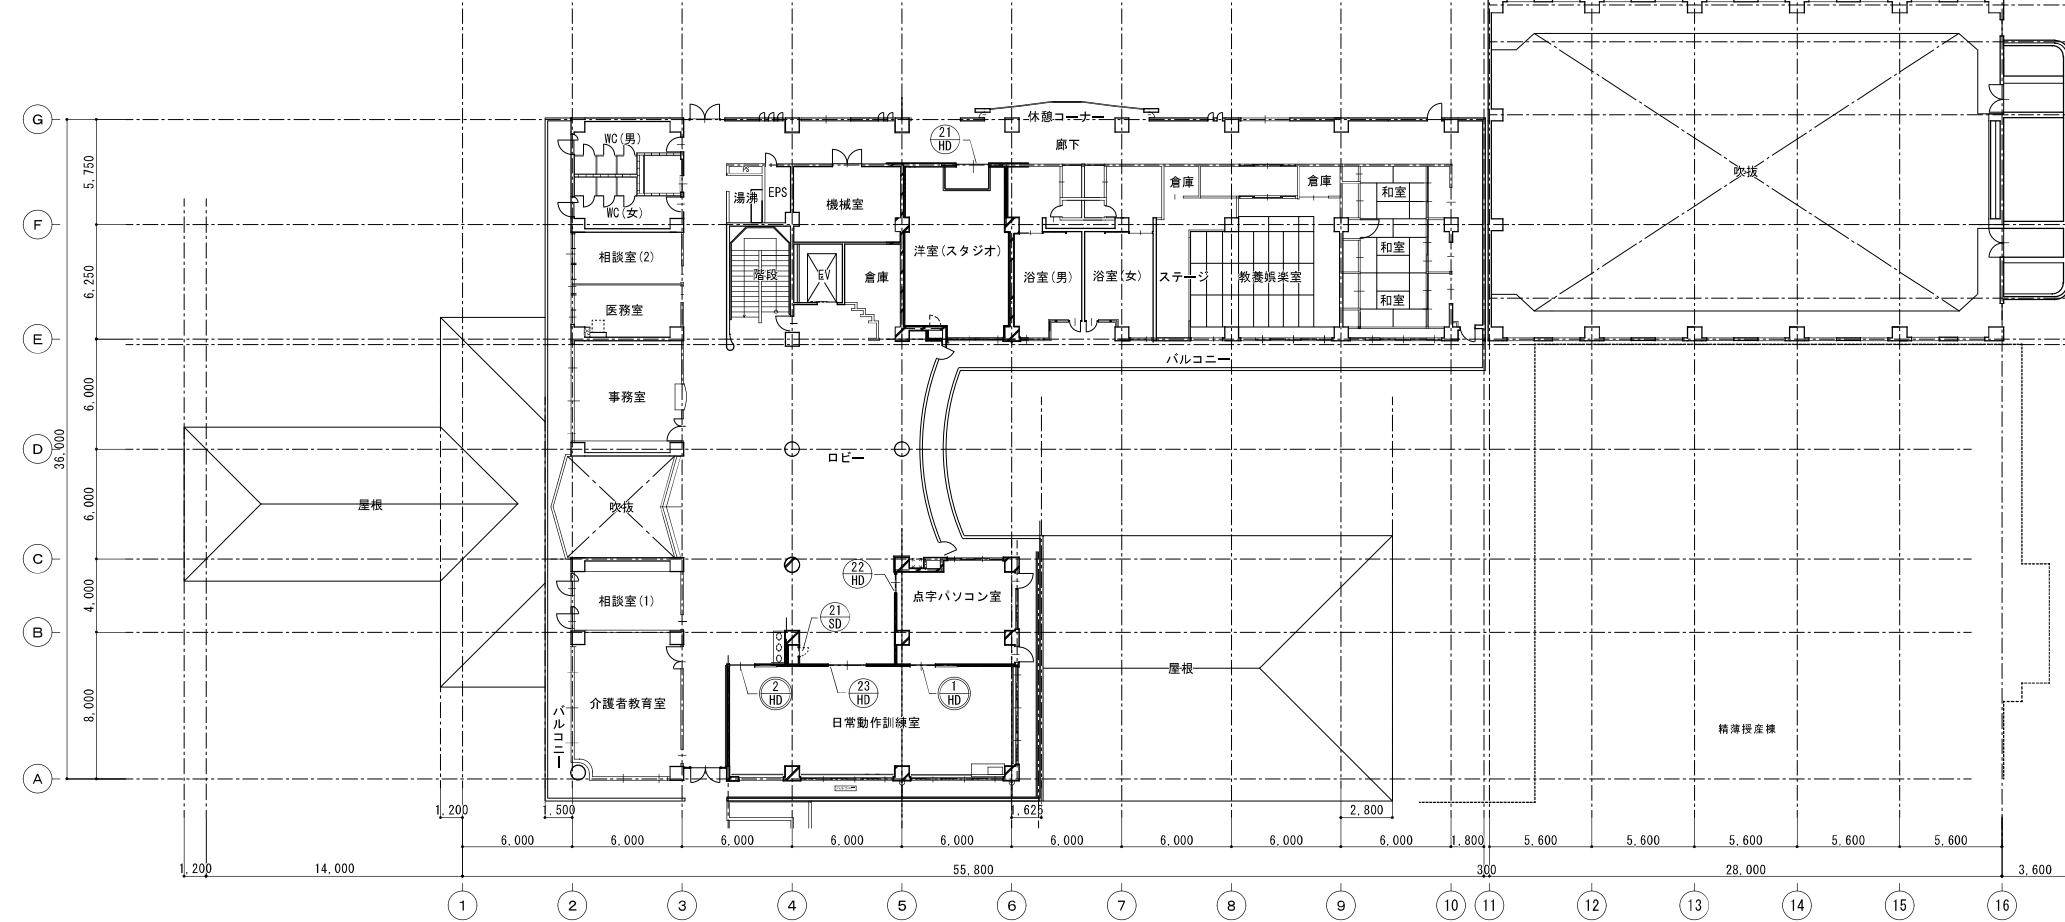 G
F
E
D
C
B
A
5,750
6,250
6,000
6,000
4,000
8,000
36,000
休憩コーナー
廊下
21
HD
WC(男)
WC(女)
PS
湯沸
EPS
機械室
洋室(スタジオ)
倉庫
倉庫
和室
和室
和室
吹抜
相談室(2)
医務室
階段
EV
倉庫
浴室(男)
浴室(女)
ステージ
教養娯楽室
バルコニー
事務室
ロビー
屋根
吹抜
相談室(1)
22
HD
21
SD
点字パソコン室
介護者教育室
バルコニー
2
HD
23
HD
1
HD
日常動作訓練室
屋根
精薄授産棟
1,200
1,500
1,625
2,800
6,000
6,000
6,000
6,000
6,000
6,000
6,000
6,000
6,000
1,800
5,600
5,600
5,600
5,600
5,600
1,200
14,000
55,800
300
28,000
3,600
1
2
3
4
5
6
7
8
9
10
11
12
13
14
15
16